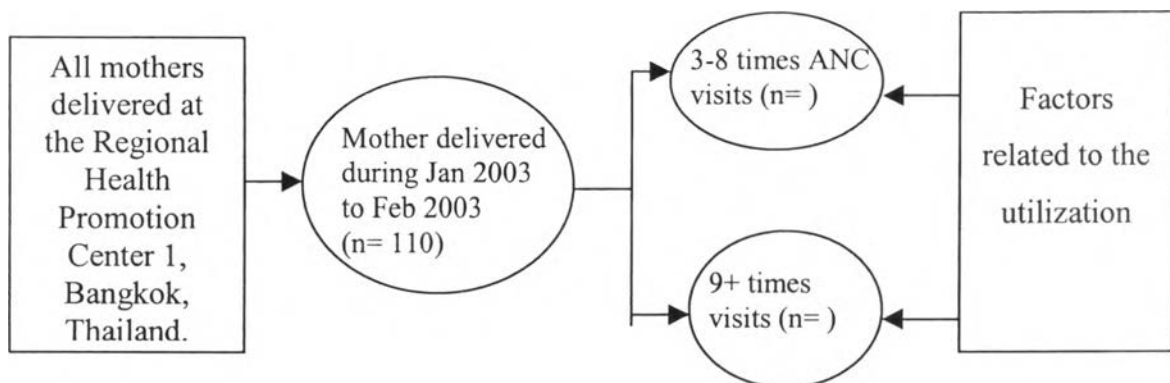 All mothers
delivered at
the Regional
Health
Promotion
Center 1,
Bangkok,
Thailand.
Mother delivered
during Jan 2003
to Feb 2003
(n= 110)
3-8 times ANC
visits (n= )
9+ times
visits (n= )
Factors
related to the
utilization